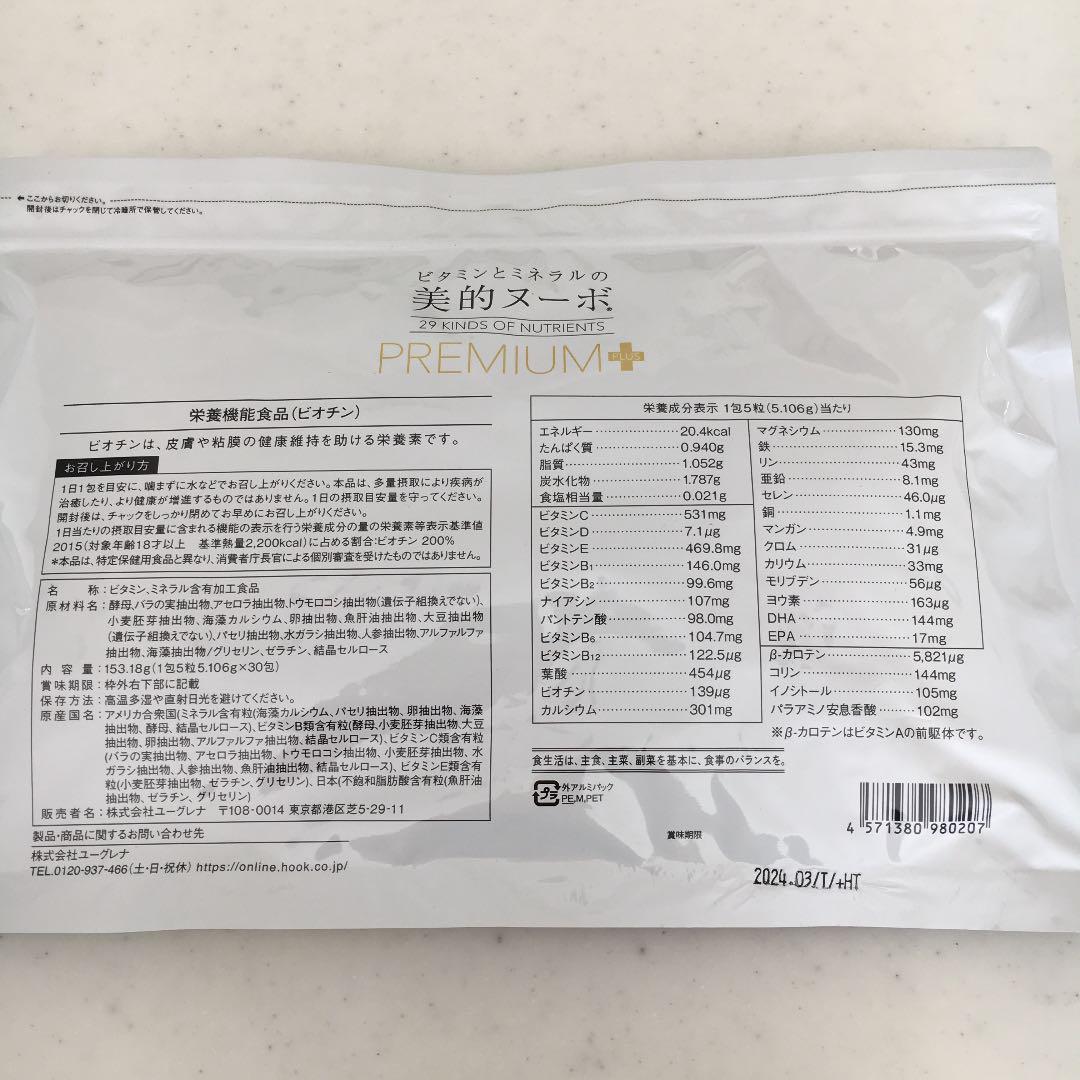 ←ここからお切りください。
開封後はチャックを閉じて冷暗所で保管してください。
ビタミンとミネラルの
美的ヌーボ®
29 KINDS OF NUTRIENTS
PREMIUM PLUS
栄養機能食品(ビオチン)
ビオチンは、皮膚や粘膜の健康維持を助ける栄養素です。
お召し上がり方
1日1包を目安に、噛まずに水などでお召し上がりください。本品は、多量摂取により疾病が
治癒したり、より健康が増進するものではありません。1日の摂取目安量を守ってください。
開封後は、チャックをしっかり閉めてお早めにお召し上がりください。
1日当たりの摂取目安量に含まれる機能の表示を行う栄養成分の量の栄養素等表示基準値
2015(対象年齢18才以上 基準熱量2,200kcal)に占める割合:ビオチン 200%
*本品は、特定保健用食品と異なり、消費者庁長官による個別審査を受けたものではありません。
名 称:ビタミン、ミネラル含有加工食品
原材料名:酵母、バラの実抽出物、アセロラ抽出物、トウモロコシ抽出物(遺伝子組換えでない)、
小麦胚芽抽出物、海藻カルシウム、卵抽出物、魚肝油抽出物、大豆抽出物
(遺伝子組換えでない)、パセリ抽出物、水ガラシ抽出物、人参抽出物、アルファルファ
抽出物、海藻抽出物/グリセリン、ゼラチン、結晶セルロース
内 容 量:153.18g(1包5粒5.106g×30包)
賞味期限:枠外右下部に記載
保存方法:高温多湿や直射日光を避けてください。
原産国名:アメリカ合衆国(ミネラル含有粒(海藻カルシウム、パセリ抽出物、卵抽出物、海藻
抽出物、酵母、結晶セルロース)、ビタミンB類含有粒(酵母、小麦胚芽抽出物、大豆
抽出物、卵抽出物、アルファルファ抽出物、結晶セルロース)、ビタミンC類含有粒
(バラの実抽出物、アセロラ抽出物、トウモロコシ抽出物、小麦胚芽抽出物、水
ガラシ抽出物、人参抽出物、魚肝油抽出物、結晶セルロース)、ビタミンE類含有
粒(小麦胚芽抽出物、ゼラチン、グリセリン)、日本(不飽和脂肪酸含有粒(魚肝油
抽出物、ゼラチン、グリセリン)
販売者名:株式会社ユーグレナ 〒108-0014 東京都港区芝5-29-11
製品・商品に関するお問い合わせ先
株式会社ユーグレナ
TEL.0120-937-466(土・日・祝休) https://online.hook.co.jp/
栄養成分表示 1包5粒(5.106g)当たり
エネルギー……………………20.4kcal
たんぱく質……………………0.940g
脂質……………………1.052g
炭水化物……………………1.787g
食塩相当量……………………0.021g
ビタミンC……………………531mg
ビタミンD……………………7.1μg
ビタミンE……………………469.8mg
ビタミンB1……………………146.0mg
ビタミンB2……………………99.6mg
ナイアシン……………………107mg
パントテン酸……………………98.0mg
ビタミンB6……………………104.7mg
ビタミンB12……………………122.5μg
葉酸……………………454μg
ビオチン……………………139μg
カルシウム……………………301mg
マグネシウム……………………130mg
鉄……………………15.3mg
リン……………………43mg
亜鉛……………………8.1mg
セレン……………………46.0μg
銅……………………1.1mg
マンガン……………………4.9mg
クロム……………………31μg
カリウム……………………33mg
モリブデン……………………56μg
ヨウ素……………………163μg
DHA……………………144mg
EPA……………………17mg
β-カロテン……………………5,821μg
コリン……………………144mg
イノシトール……………………105mg
パラアミノ安息香酸……………………102mg
※β-カロテンはビタミンAの前駆体です。
食生活は、主食、主菜、副菜を基本に、食事のバランスを。
プラ
外アルミパック
PE,M,PET
4 571380 980207
賞味期限
2024.03/T/+HT